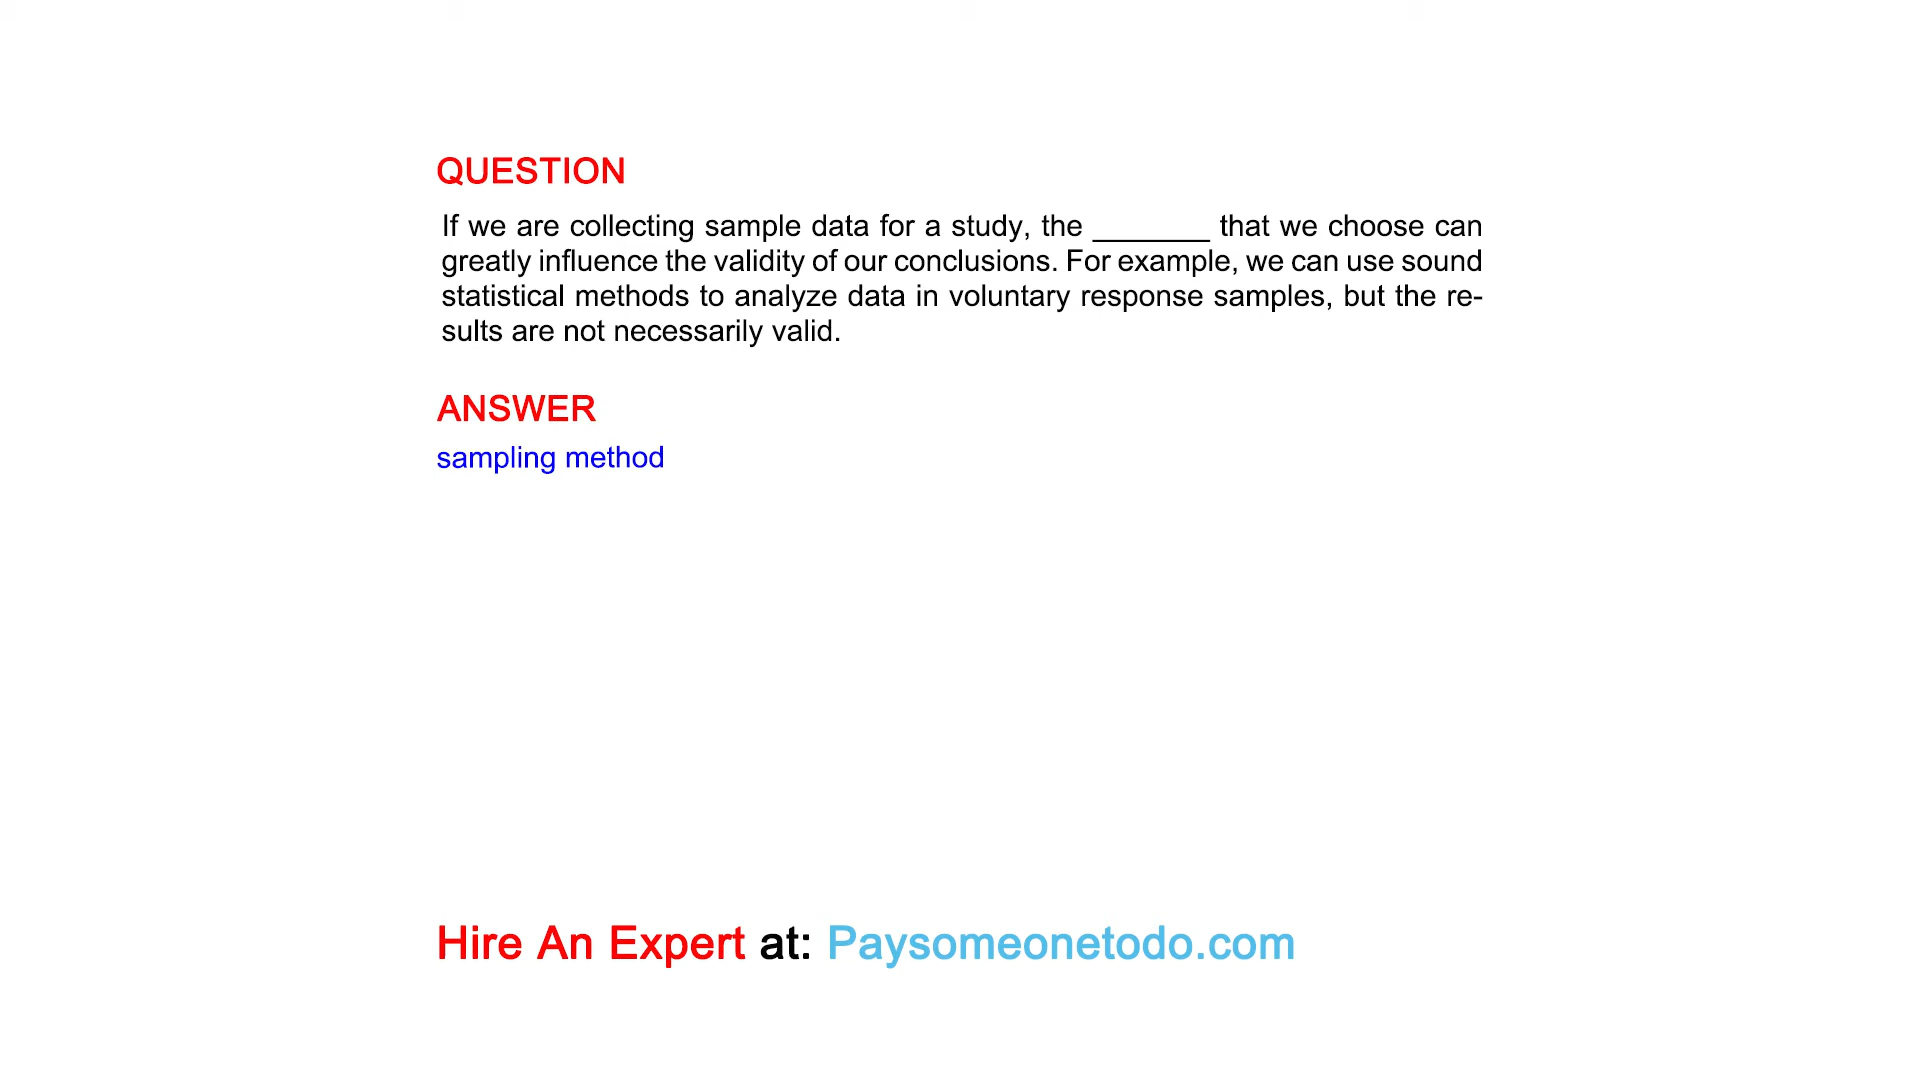 QUESTION
If we are collecting sample data for a study, the _______ that we choose can
greatly influence the validity of our conclusions. For example, we can use sound
statistical methods to analyze data in voluntary response samples, but the re-
sults are not necessarily valid.
ANSWER
sampling method
Hire An Expert at: Paysomeonetodo.com